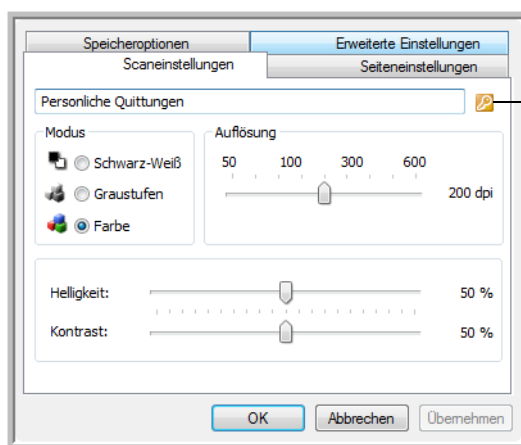 Speicheroptionen Erweiterte Einstellungen
Scaneinstellungen Seiteneinstellungen
Personliche Quittungen
Modus Auflösung
Schwarz-Weiß 50 100 300 600
Graustufen 200 dpi
Farbe
Helligkeit: 50 %
Kontrast: 50 %
OK Abbrechen Übernehmen